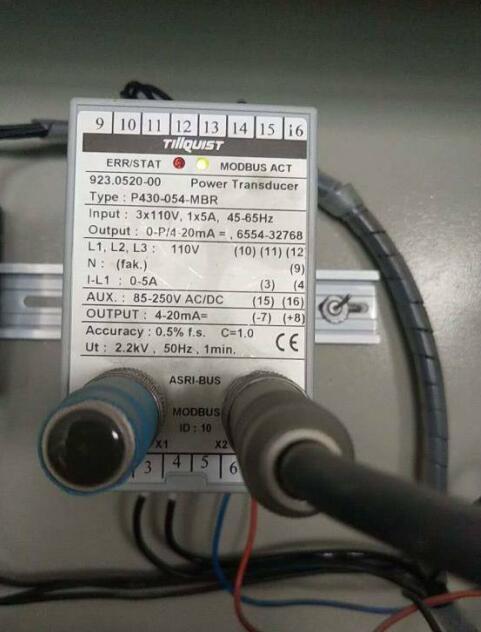 9 10 11 12 13 14 15 16
TillQUIST
ERR/STAT MODBUS ACT
923.0520-00 Power Transducer
Type : P430-054-MBR
Input : 3x110V, 1x5A, 45-65Hz
Output : 0-P/4-20mA = , 6554-32768
L1, L2, L3 : 110V (10) (11) (12
N : (fak.) (9)
I-L1 : 0-5A (3) (4
AUX. : 85-250V AC/DC (15) (16)
OUTPUT : 4-20mA= (-7) (+8)
Accuracy : 0.5% f.s. C=1.0
Ut : 2.2kV , 50Hz , 1min. CE
ASRI-BUS
MODBUS
ID : 10
X1 X2
3 4 5 6